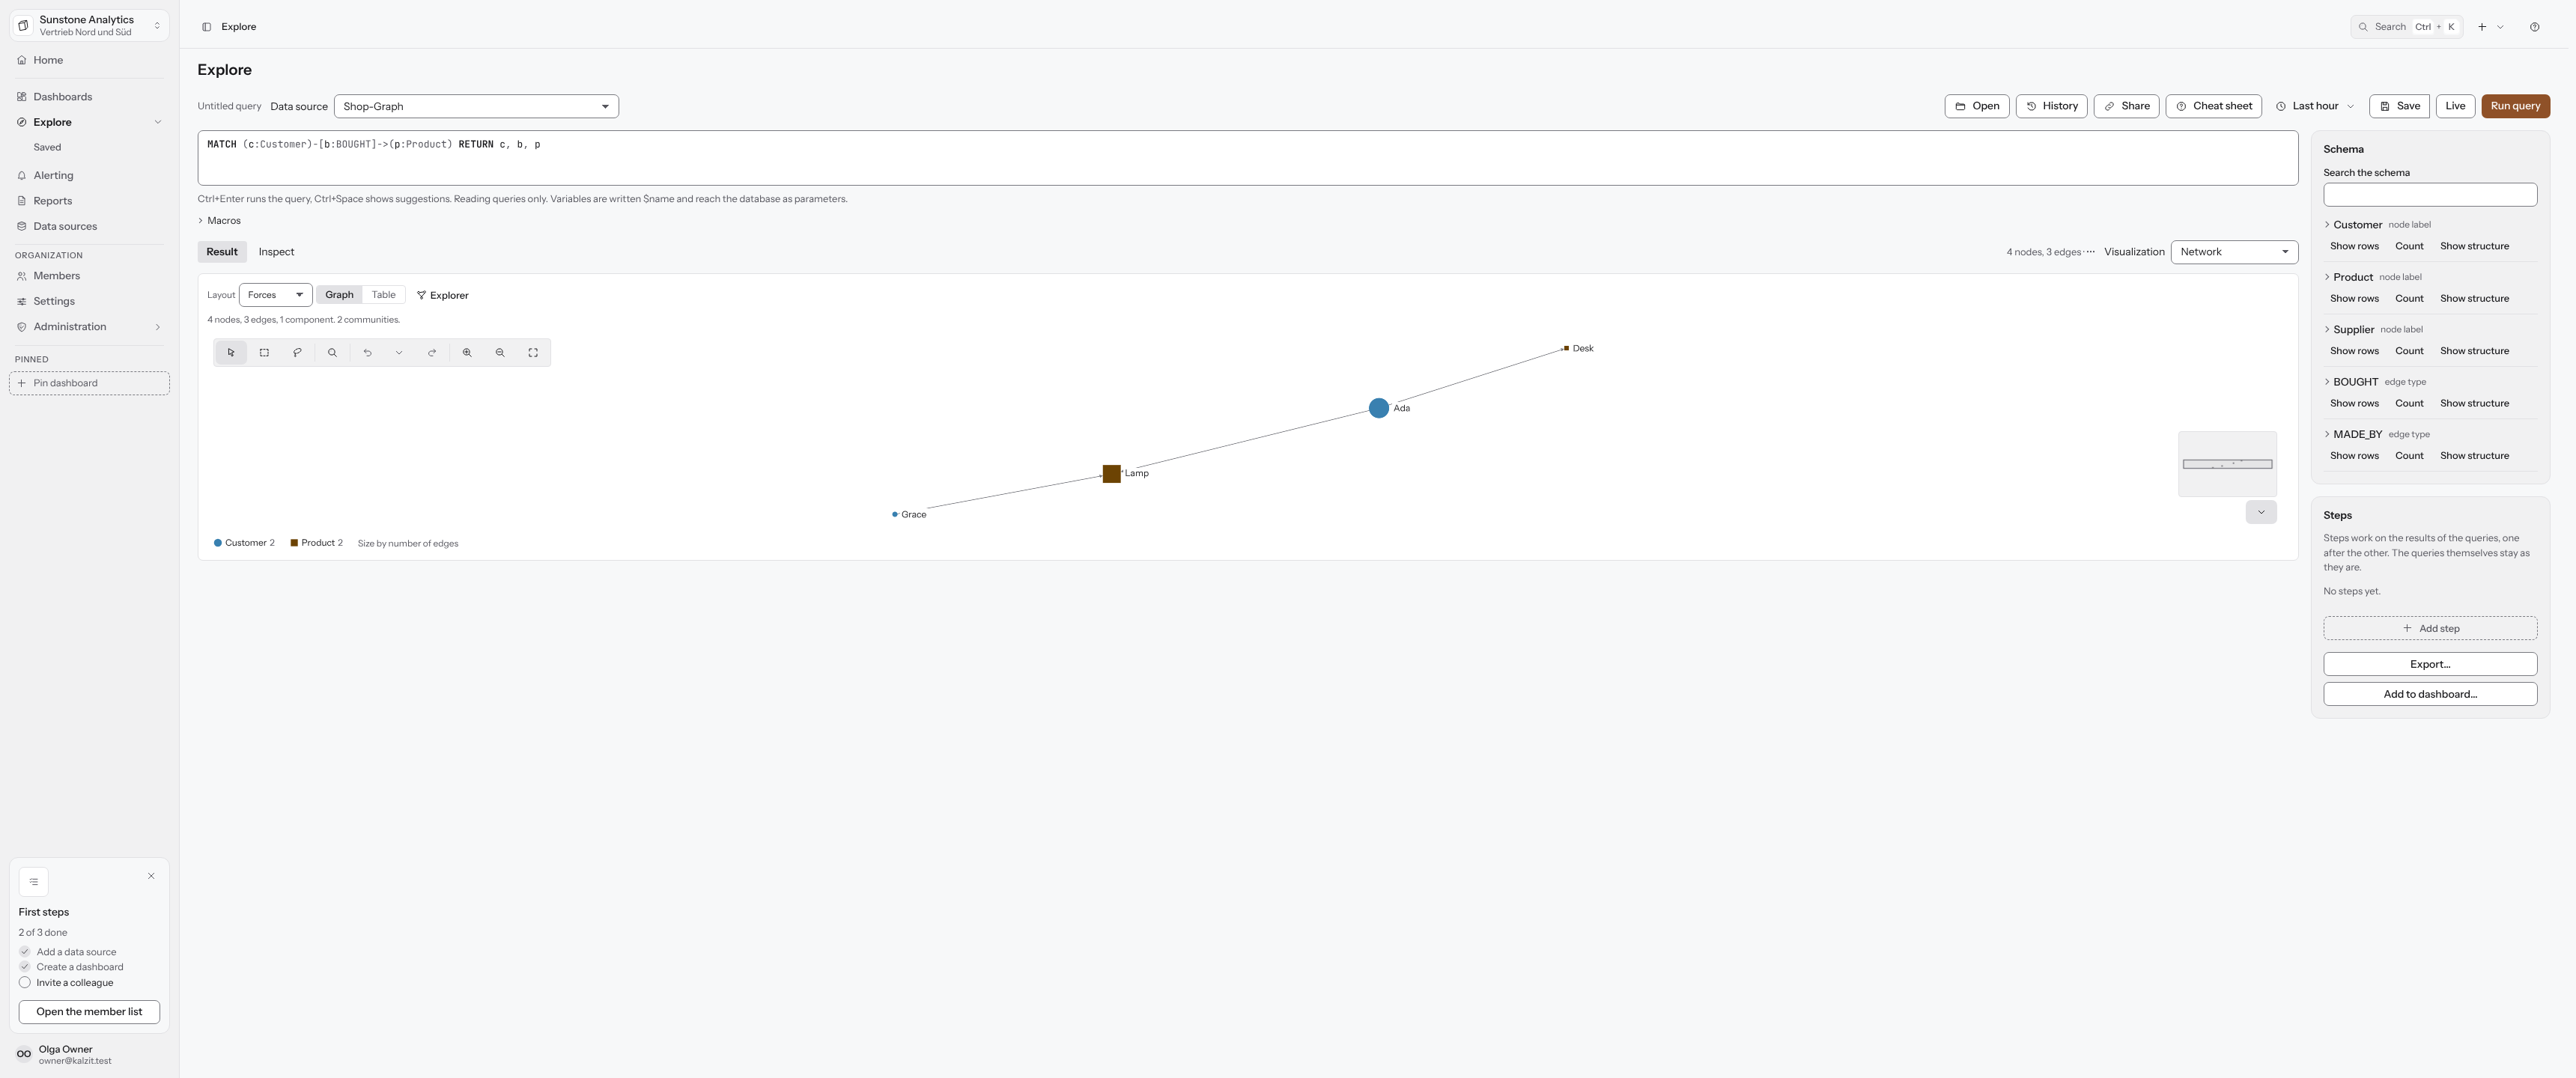 Sunstone Analytics
Vertrieb Nord und Süd
Home
Dashboards
Explore
Saved
Alerting
Reports
Data sources
ORGANIZATION
Members
Settings
Administration
PINNED
Pin dashboard
First steps
2 of 3 done
Add a data source
Create a dashboard
Invite a colleague
Open the member list
OO
Olga Owner
owner@kalzit.test
Explore
Search Ctrl + K
Explore
Untitled query Data source Shop-Graph
Open History Share Cheat sheet Last hour Save Live Run query
MATCH (c:Customer)-[b:BOUGHT]->(p:Product) RETURN c, b, p
Ctrl+Enter runs the query, Ctrl+Space shows suggestions. Reading queries only. Variables are written $name and reach the database as parameters.
Macros
Result Inspect
4 nodes, 3 edges · ··· Visualization Network
Layout Forces Graph Table Explorer
4 nodes, 3 edges, 1 component. 2 communities.
Desk
Ada
Lamp
Grace
Customer 2 Product 2 Size by number of edges
Schema
Search the schema
Customer node label
Show rows Count Show structure
Product node label
Show rows Count Show structure
Supplier node label
Show rows Count Show structure
BOUGHT edge type
Show rows Count Show structure
MADE_BY edge type
Show rows Count Show structure
Steps
Steps work on the results of the queries, one
after the other. The queries themselves stay as
they are.
No steps yet.
Add step
Export...
Add to dashboard...